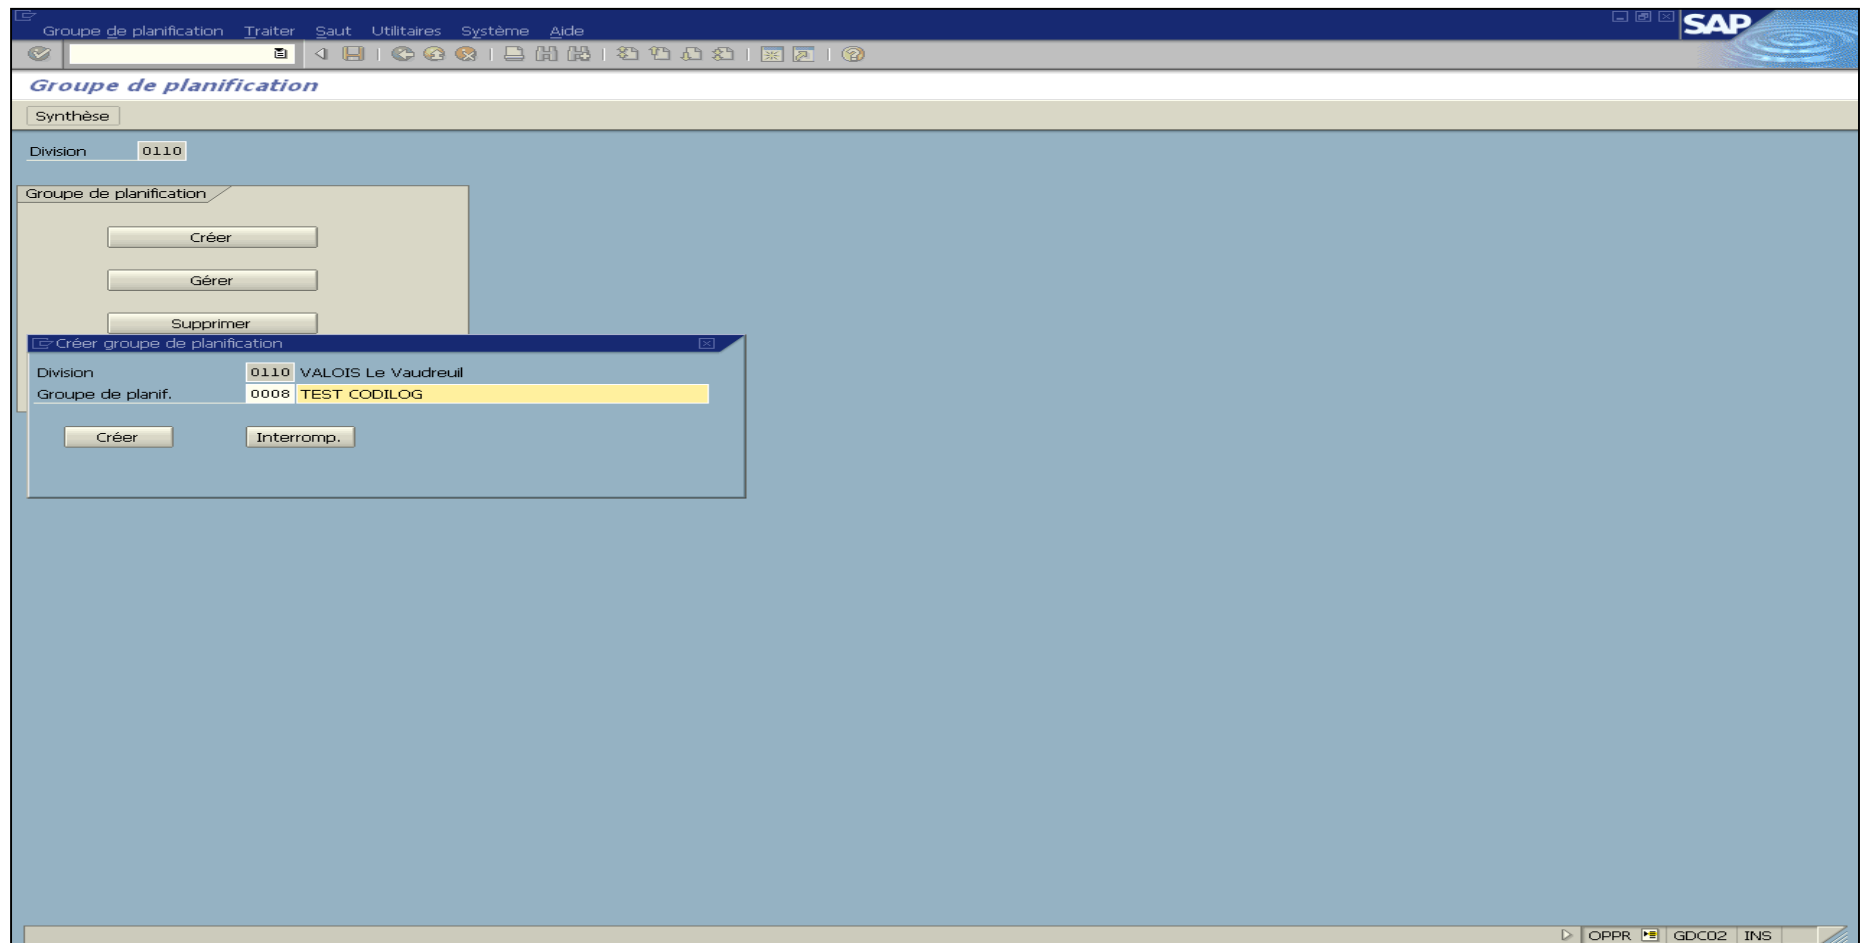 Groupe de planification Traiter Saut Utilitaires Système Aide
SAP
Groupe de planification
Synthèse
Division 0110
Groupe de planification
Créer
Gérer
Supprimer
Créer groupe de planification
Division 0110 VALOIS Le Vaudreuil
Groupe de planif. 0008 TEST CODILOG
Créer Interromp.
OPPR GDC02 INS